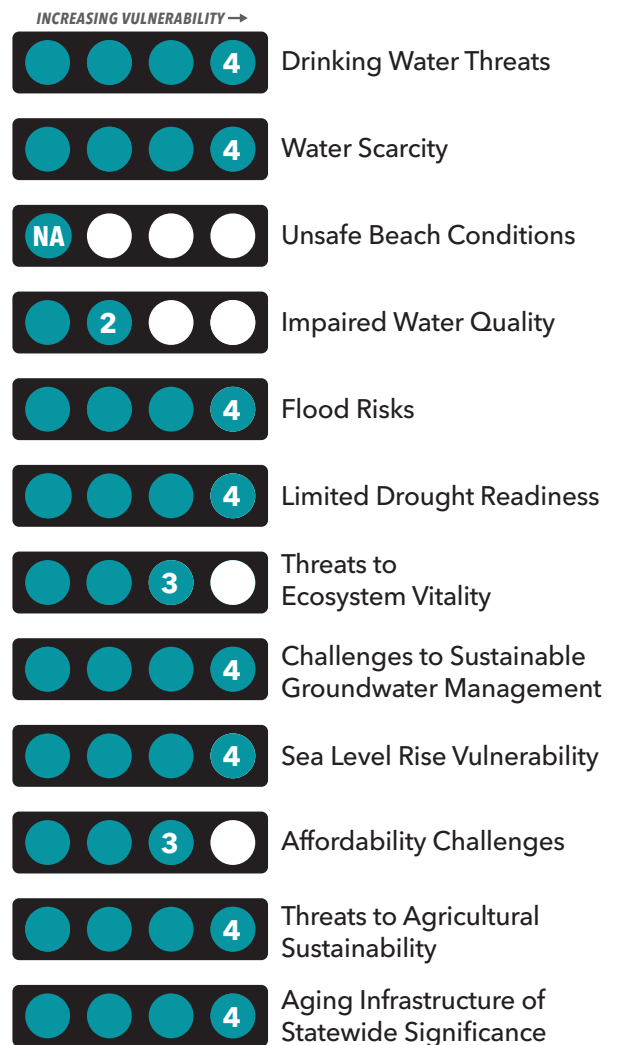 INCREASING VULNERABILITY →
4 Drinking Water Threats
4 Water Scarcity
NA Unsafe Beach Conditions
2 Impaired Water Quality
4 Flood Risks
4 Limited Drought Readiness
3 Threats to
Ecosystem Vitality
4 Challenges to Sustainable
Groundwater Management
4 Sea Level Rise Vulnerability
3 Affordability Challenges
4 Threats to Agricultural
Sustainability
4 Aging Infrastructure of
Statewide Significance